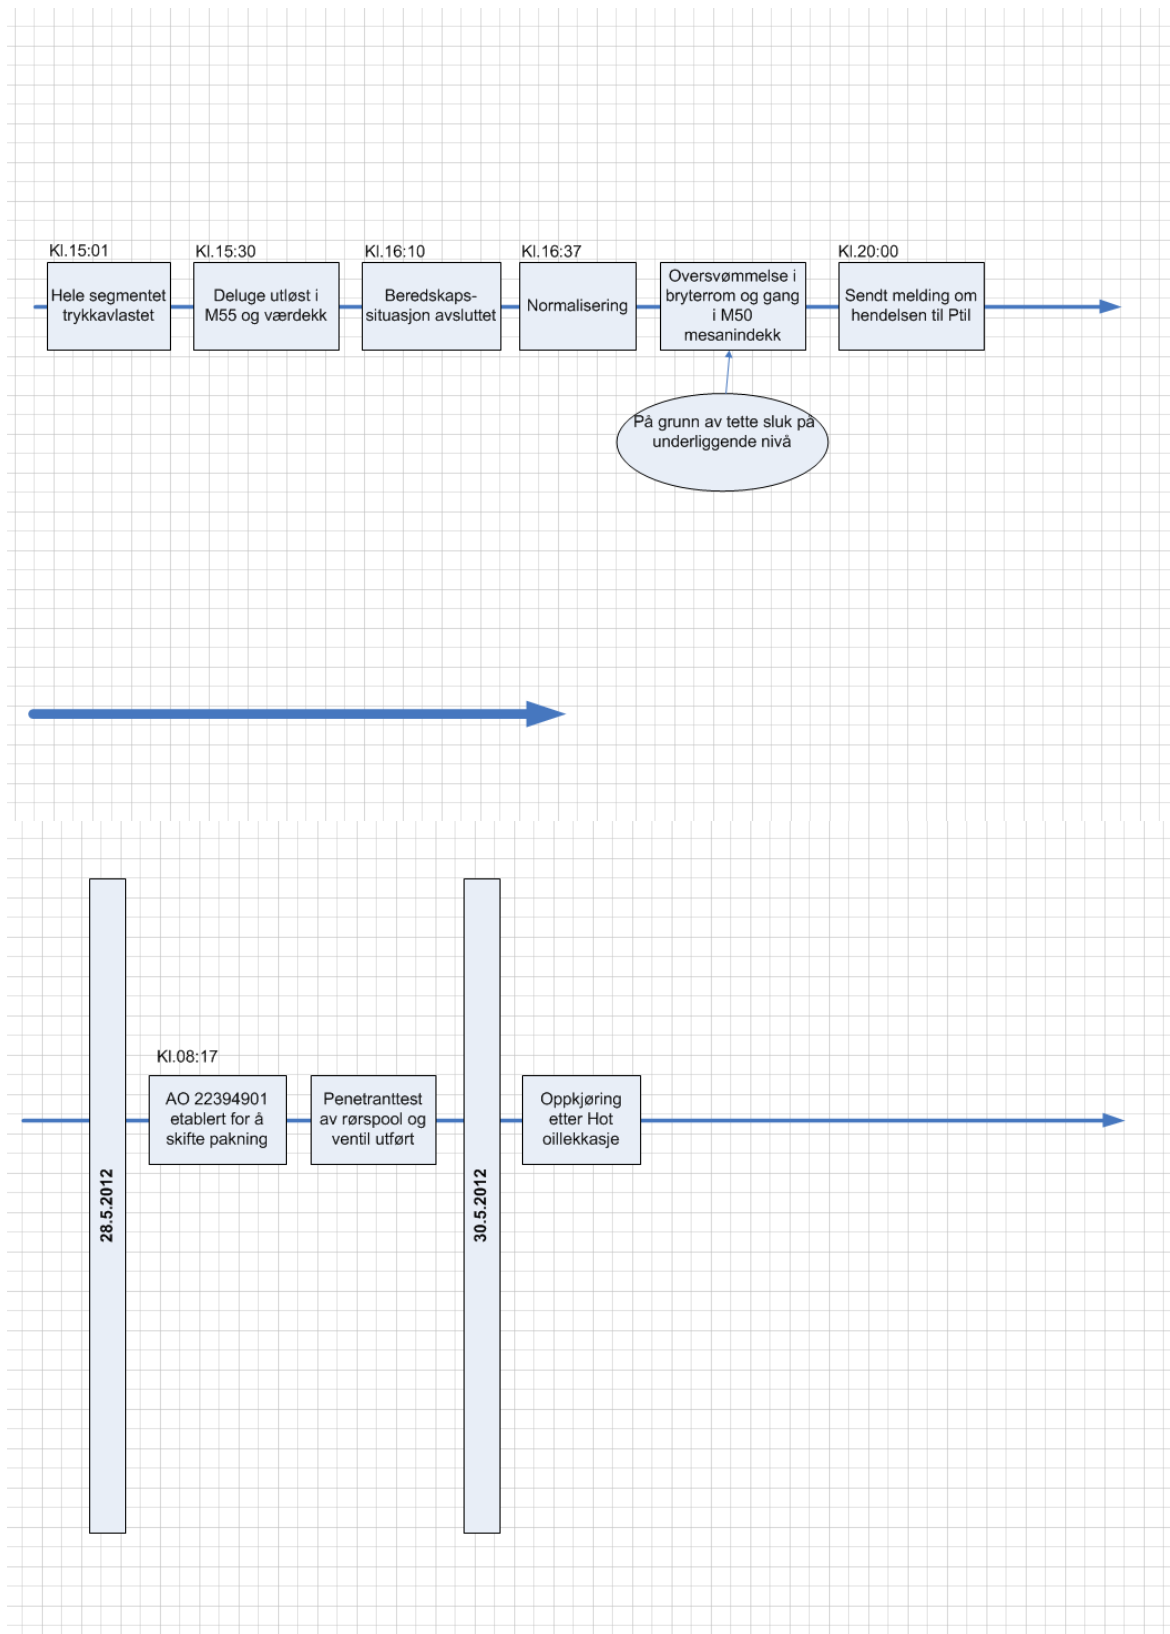 Kl.15:01
Hele segmentet
trykkavlastet
Kl.15:30
Deluge utløst i
M55 og værdekk
Kl.16:10
Beredskaps-
situasjon avsluttet
Kl.16:37
Normalisering
Oversvømmelse i
bryterrom og gang
i M50
mesanindekk
Kl.20:00
Sendt melding om
hendelsen til Ptil
På grunn av tette sluk på
underliggende nivå
28.5.2012
Kl.08:17
AO 22394901
etablert for å
skifte pakning
Penetranttest
av rørspool og
ventil utført
30.5.2012
Oppkjøring
etter Hot
oillekkasje